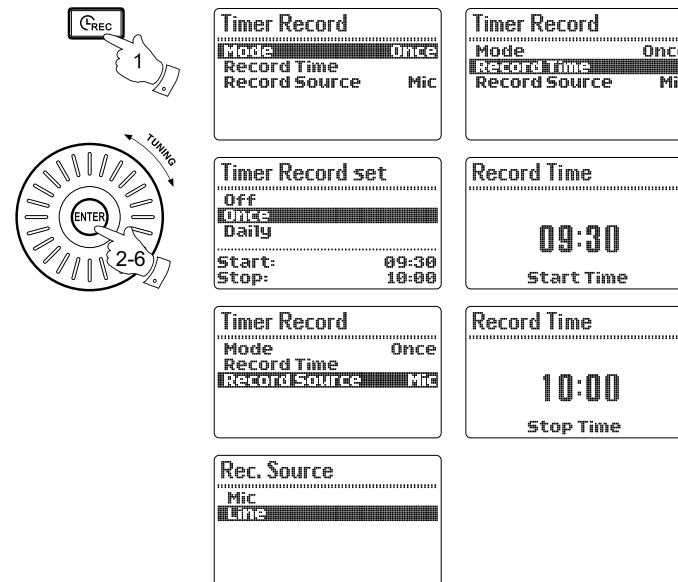 REC
1
TUNING
ENTER
2-6
Timer Record
Mode Once
Record Time
Record Source Mic
Timer Record
Mode Onc
Record Time
Record Source Mi
Timer Record set
Off
Once
Daily
Start: 09:30
Stop: 10:00
Record Time
09:30
Start Time
Timer Record
Mode Once
Record Time
Record Source Mic
Record Time
10:00
Stop Time
Rec. Source
Mic
Line